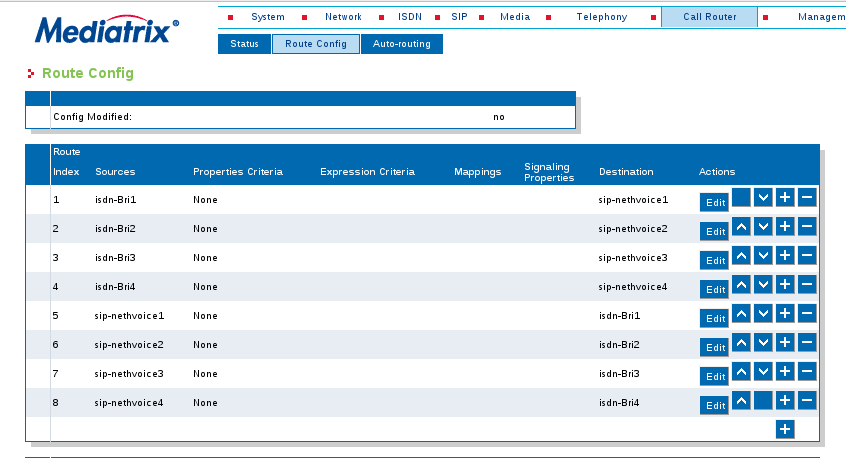 Mediatrix®
System Network ISDN SIP Media Telephony Call Router Managem
Status Route Config Auto-routing
Route Config
Config Modified: no
Route
Index Sources Properties Criteria Expression Criteria Mappings Signaling Properties Destination Actions
1 isdn-Bri1 None sip-nethvoice1 Edit
2 isdn-Bri2 None sip-nethvoice2 Edit
3 isdn-Bri3 None sip-nethvoice3 Edit
4 isdn-Bri4 None sip-nethvoice4 Edit
5 sip-nethvoice1 None isdn-Bri1 Edit
6 sip-nethvoice2 None isdn-Bri2 Edit
7 sip-nethvoice3 None isdn-Bri3 Edit
8 sip-nethvoice4 None isdn-Bri4 Edit